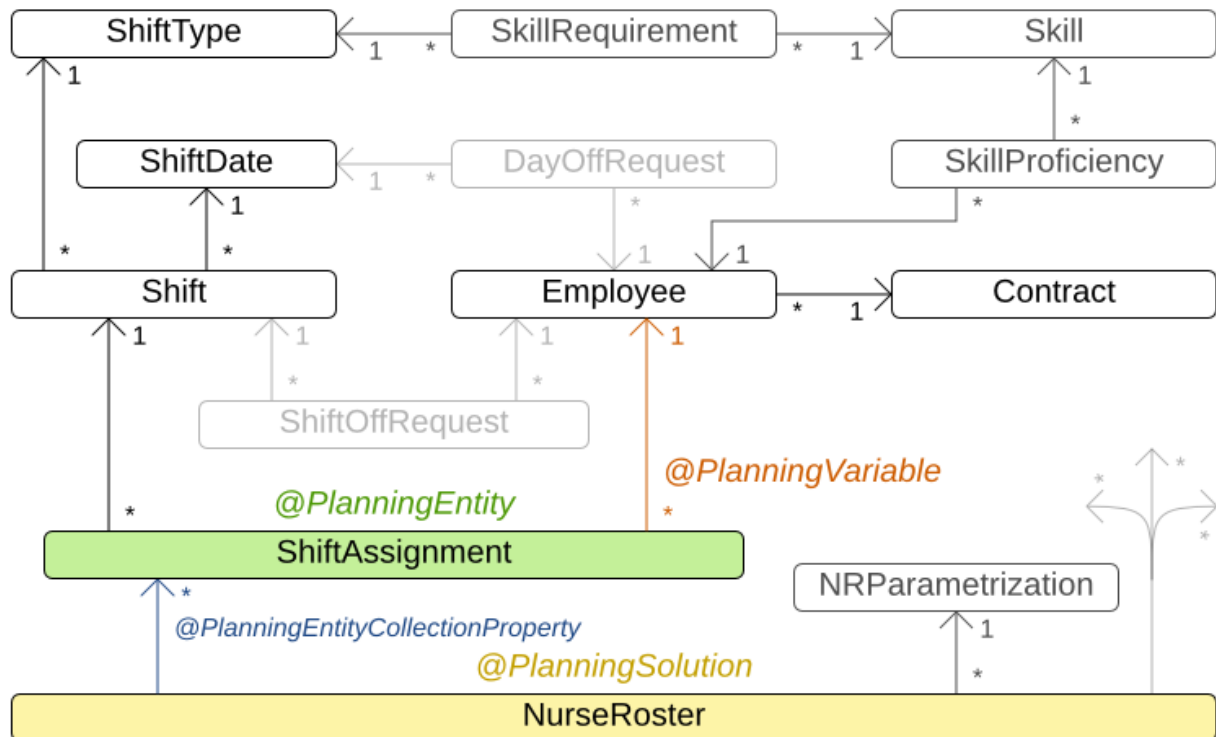 ShiftType
SkillRequirement
Skill
1
*
*
1
1
1
*
ShiftDate
DayOffRequest
SkillProficiency
1
*
1
*
*
*
*
1
1
Shift
Employee
Contract
*
1
1
1
1
1
*
*
ShiftOffRequest
@PlanningVariable
*
*
@PlanningEntity
*
*
*
ShiftAssignment
NRParametrization
*
@PlanningEntityCollectionProperty
1
@PlanningSolution
*
NurseRoster